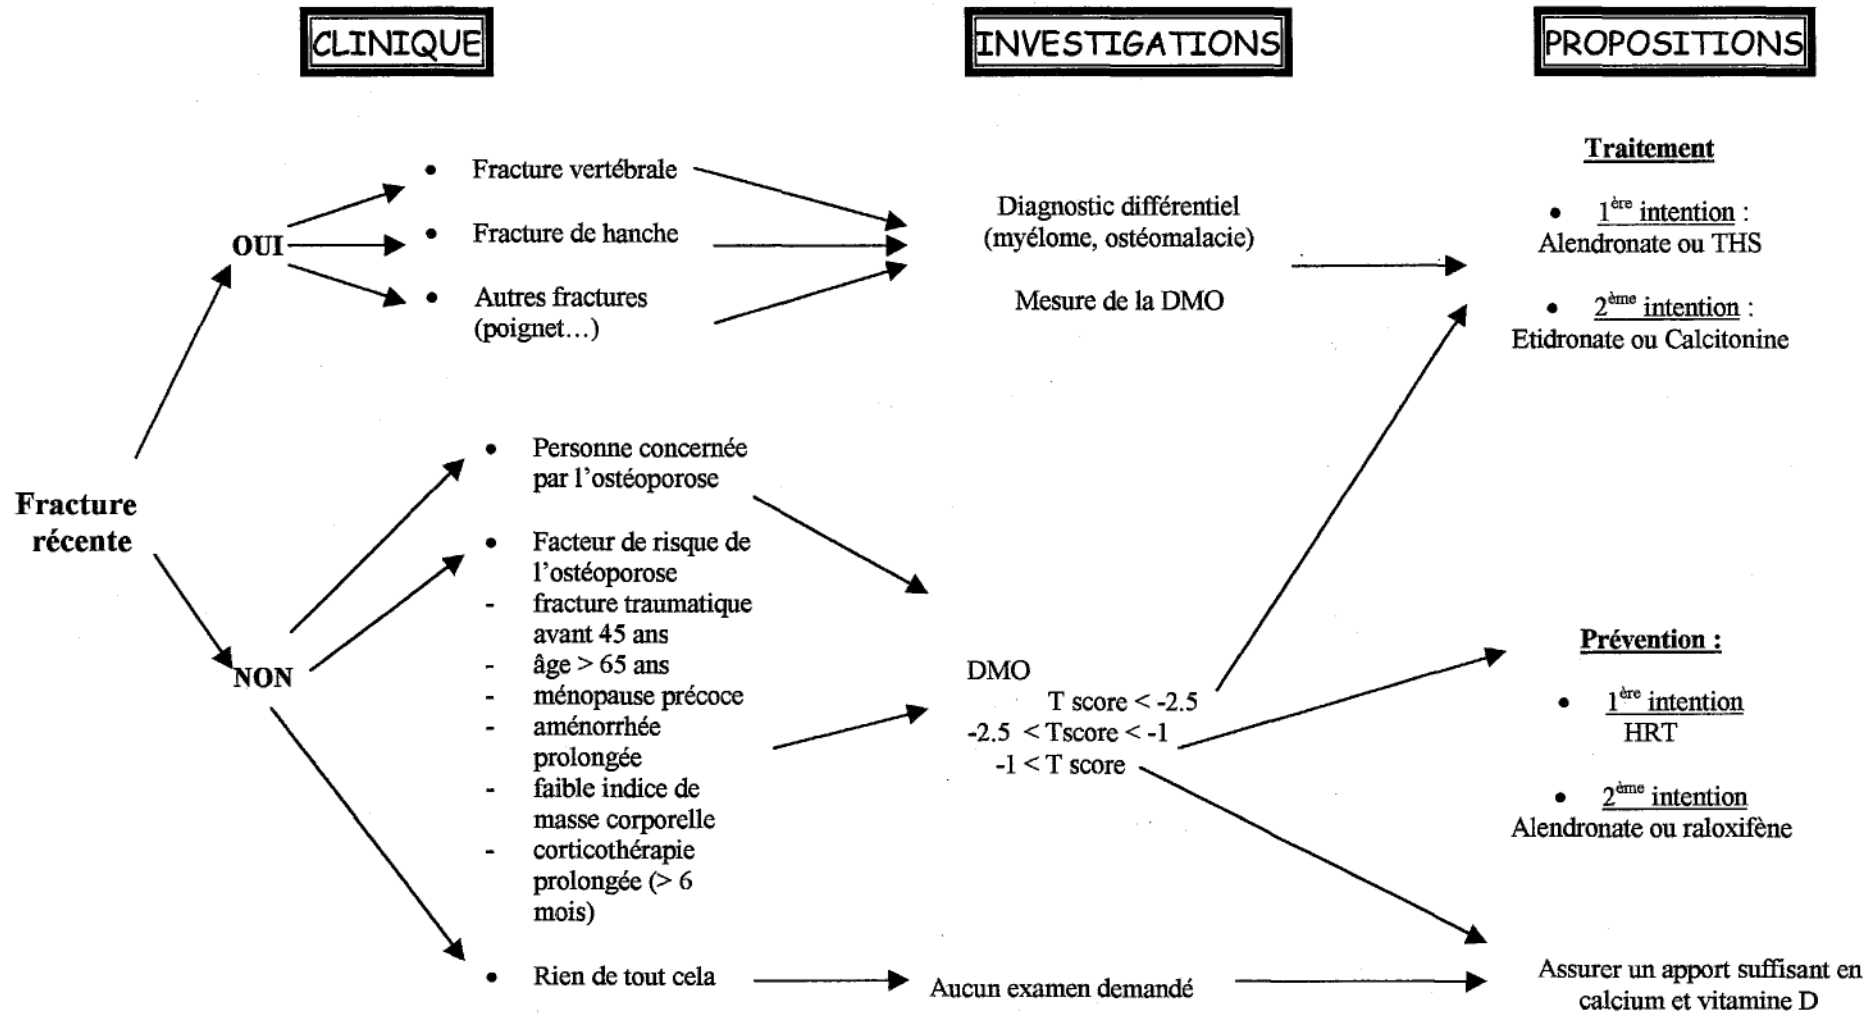 CLINIQUE
INVESTIGATIONS
PROPOSITIONS
Fracture
récente
OUI
• Fracture vertébrale
• Fracture de hanche
• Autres fractures
(poignet…)
Diagnostic différentiel
(myélome, ostéomalacie)
Mesure de la DMO
Traitement
• 1ère intention :
Alendronate ou THS
• 2ème intention :
Etidronate ou Calcitonine
NON
• Personne concernée
par l'ostéoporose
• Facteur de risque de
l'ostéoporose
- fracture traumatique
avant 45 ans
- âge > 65 ans
- ménopause précoce
- aménorrhée
prolongée
- faible indice de
masse corporelle
- corticothérapie
prolongée (> 6
mois)
• Rien de tout cela
DMO
T score < -2.5
-2.5 < Tscore < -1
-1 < T score
Aucun examen demandé
Prévention :
• 1ère intention
HRT
• 2ème intention
Alendronate ou raloxifène
Assurer un apport suffisant en
calcium et vitamine D